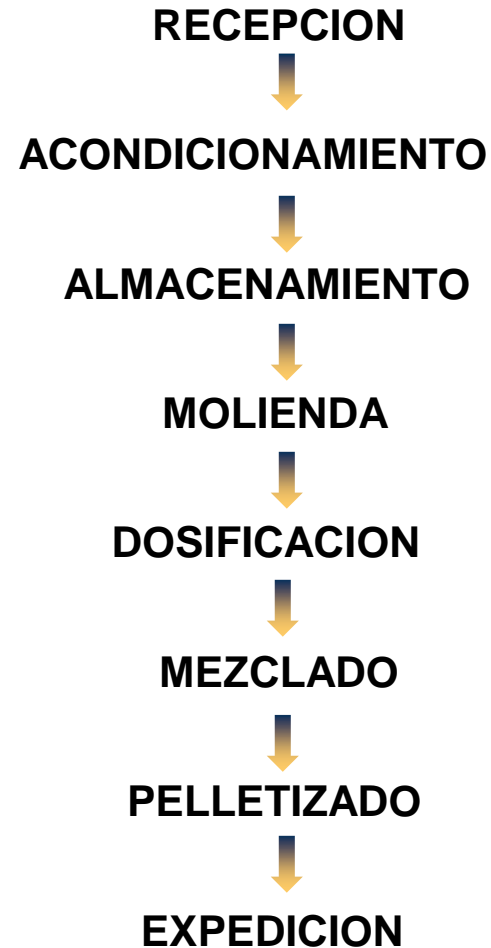 RECEPCION
ACONDICIONAMIENTO
ALMACENAMIENTO
MOLIENDA
DOSIFICACION
MEZCLADO
PELLETIZADO
EXPEDICION